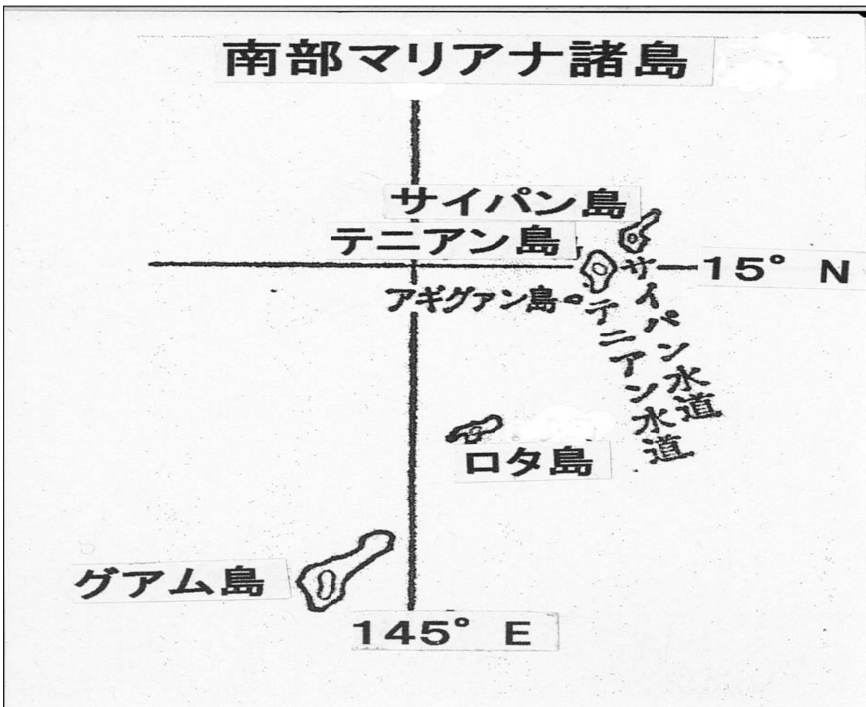 南部マリアナ諸島
サイパン島
テニアン島
15° N
アギグァン島
サイパン水道
テニアン水道
ロタ島
グアム島
145° E